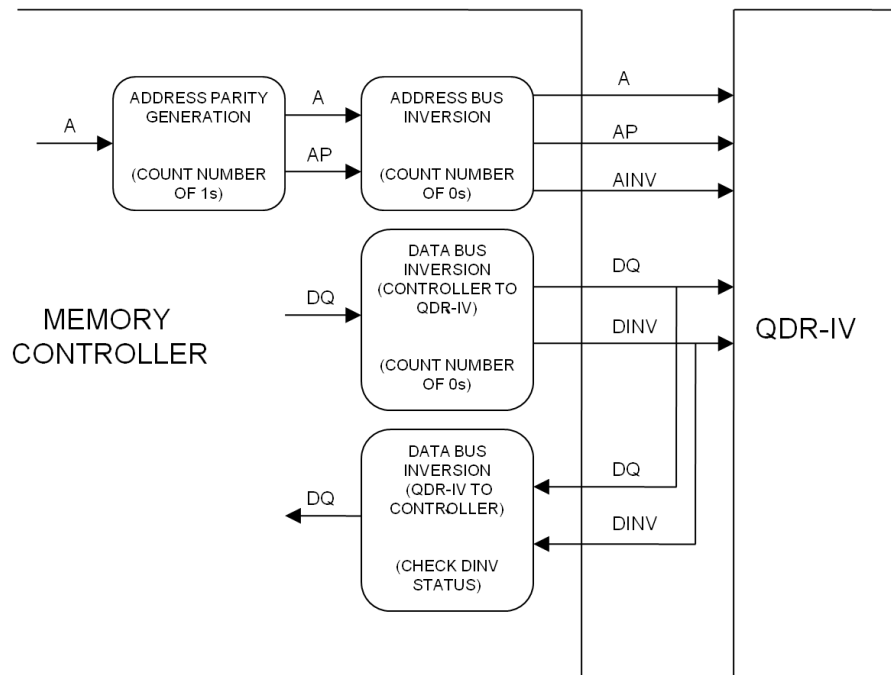 ADDRESS PARITY
GENERATION
(COUNT NUMBER
OF 1s)
A
A
AP
ADDRESS BUS
INVERSION
(COUNT NUMBER
OF 0s)
A
AP
AINV
MEMORY
CONTROLLER
DQ
DATA BUS
INVERSION
(CONTROLLER TO
QDR-IV)
(COUNT NUMBER
OF 0s)
DQ
DINV
QDR-IV
DQ
DATA BUS
INVERSION
(QDR-IV TO
CONTROLLER)
(CHECK DINV
STATUS)
DQ
DINV